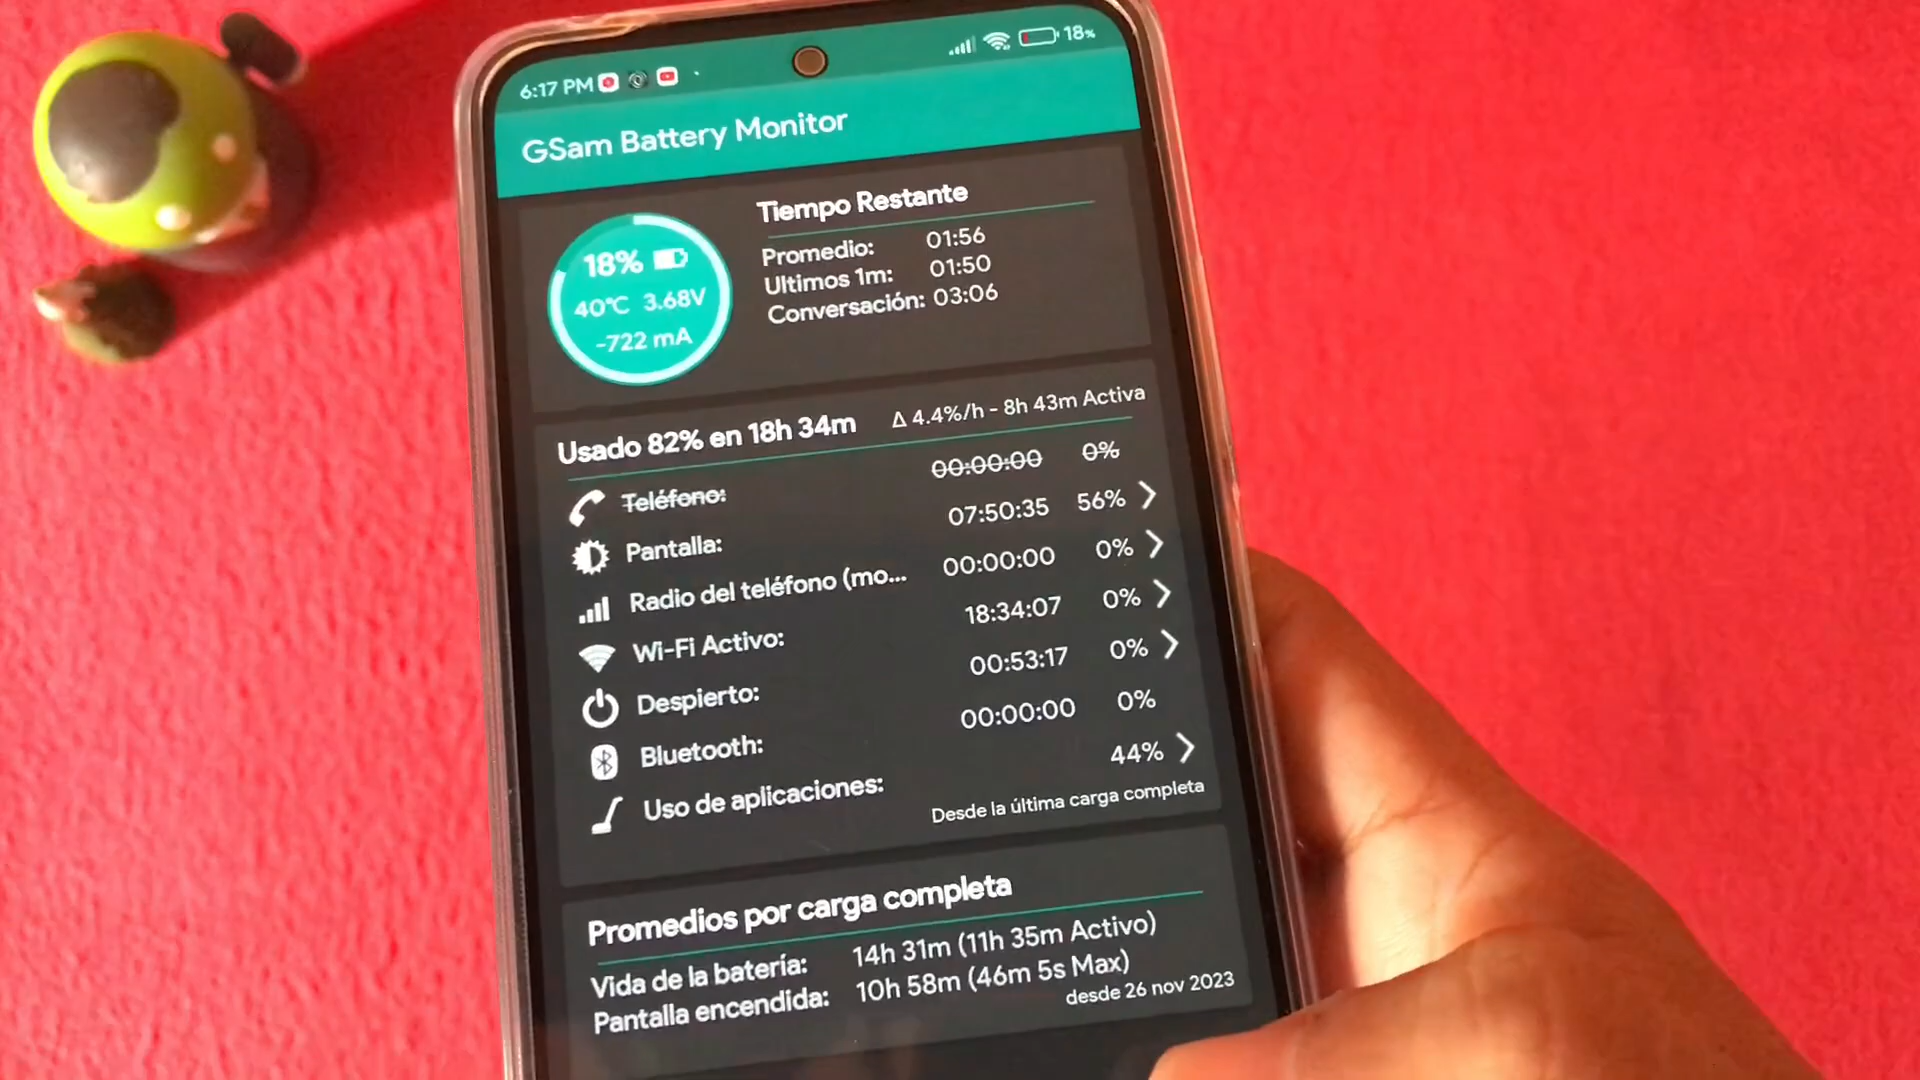 6:17 PM 18%
GSam Battery Monitor
18%
40°C 3.68V
-722 mA
Tiempo Restante
Promedio: 01:56
Ultimos 1m: 01:50
Conversación: 03:06
Usado 82% en 18h 34m Δ 4.4%/h - 8h 43m Activa
Teléfono: 00:00:00 0%
Pantalla: 07:50:35 56%
Radio del teléfono (mo... 00:00:00 0%
Wi-Fi Activo: 18:34:07 0%
Despierto: 00:53:17 0%
Bluetooth: 00:00:00 0%
Uso de aplicaciones: 44%
Desde la última carga completa
Promedios por carga completa
Vida de la batería: 14h 31m (11h 35m Activo)
Pantalla encendida: 10h 58m (46m 5s Max)
desde 26 nov 2023